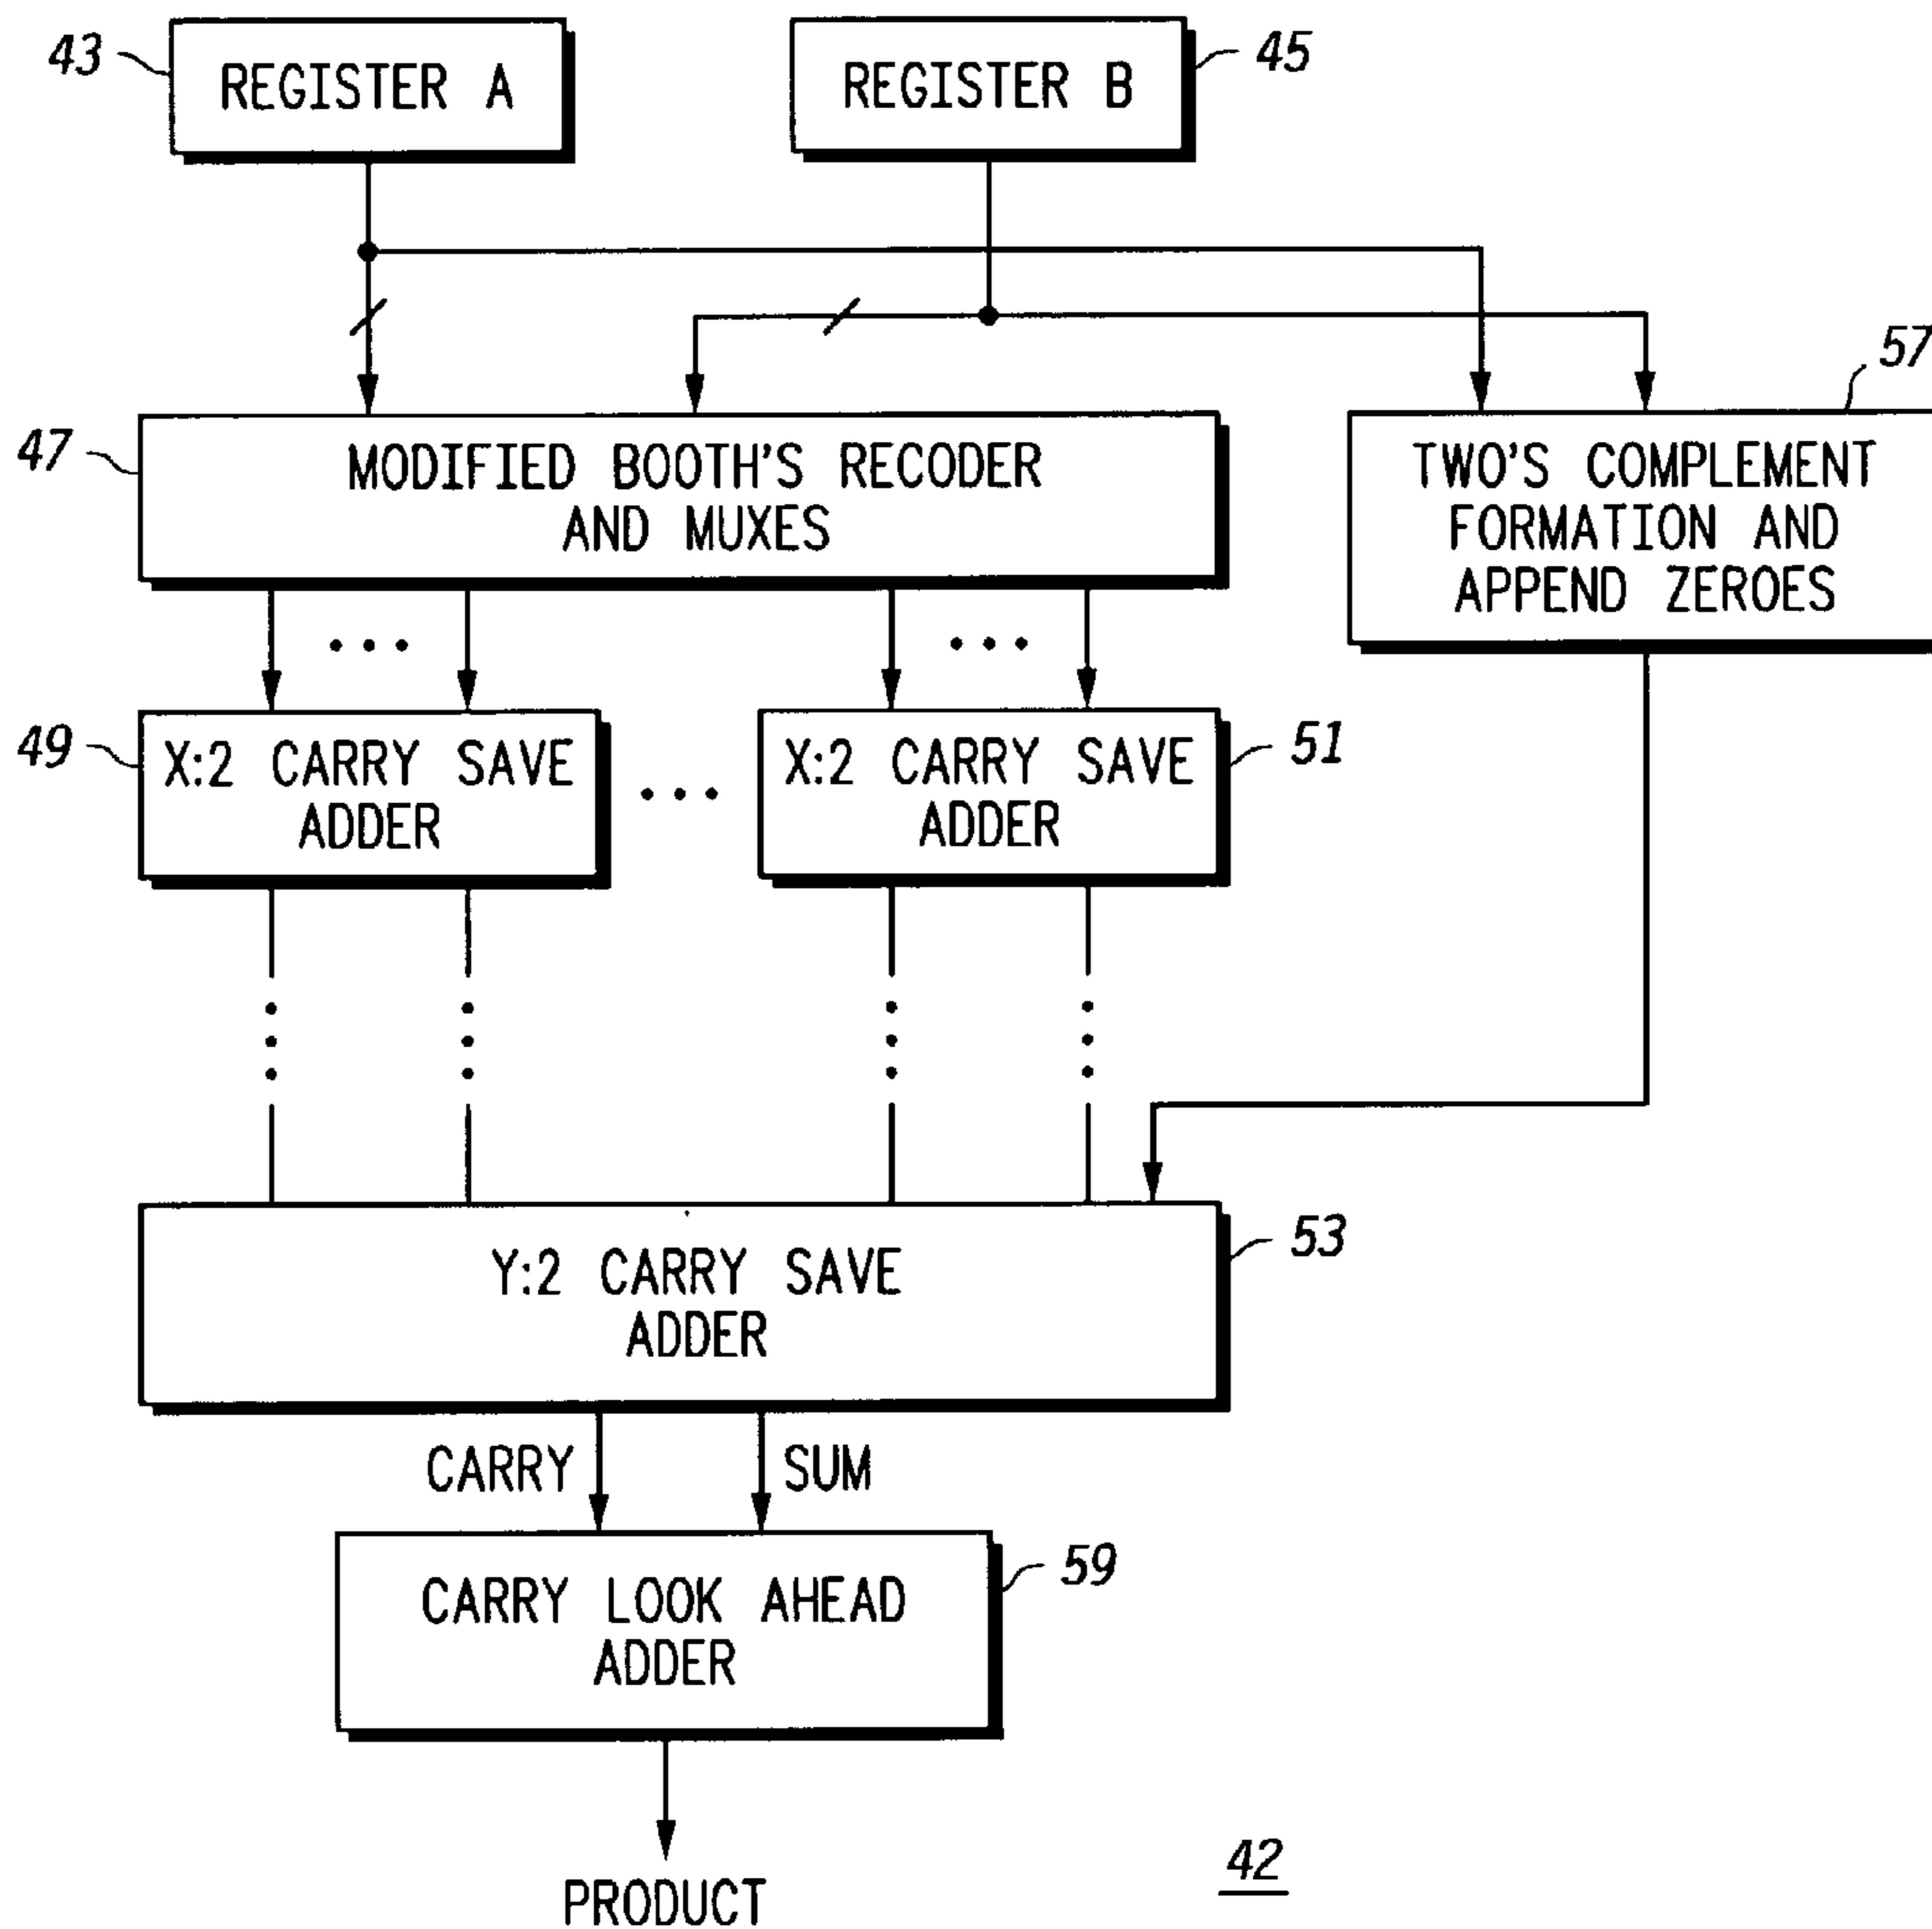 43
REGISTER A
REGISTER B
45
57
47
MODIFIED BOOTH'S RECODER
AND MUXES
TWO'S COMPLEMENT
FORMATION AND
APPEND ZEROES
49
X:2 CARRY SAVE
ADDER
X:2 CARRY SAVE
ADDER
51
Y:2 CARRY SAVE
ADDER
53
CARRY
SUM
CARRY LOOK AHEAD
ADDER
59
PRODUCT
42